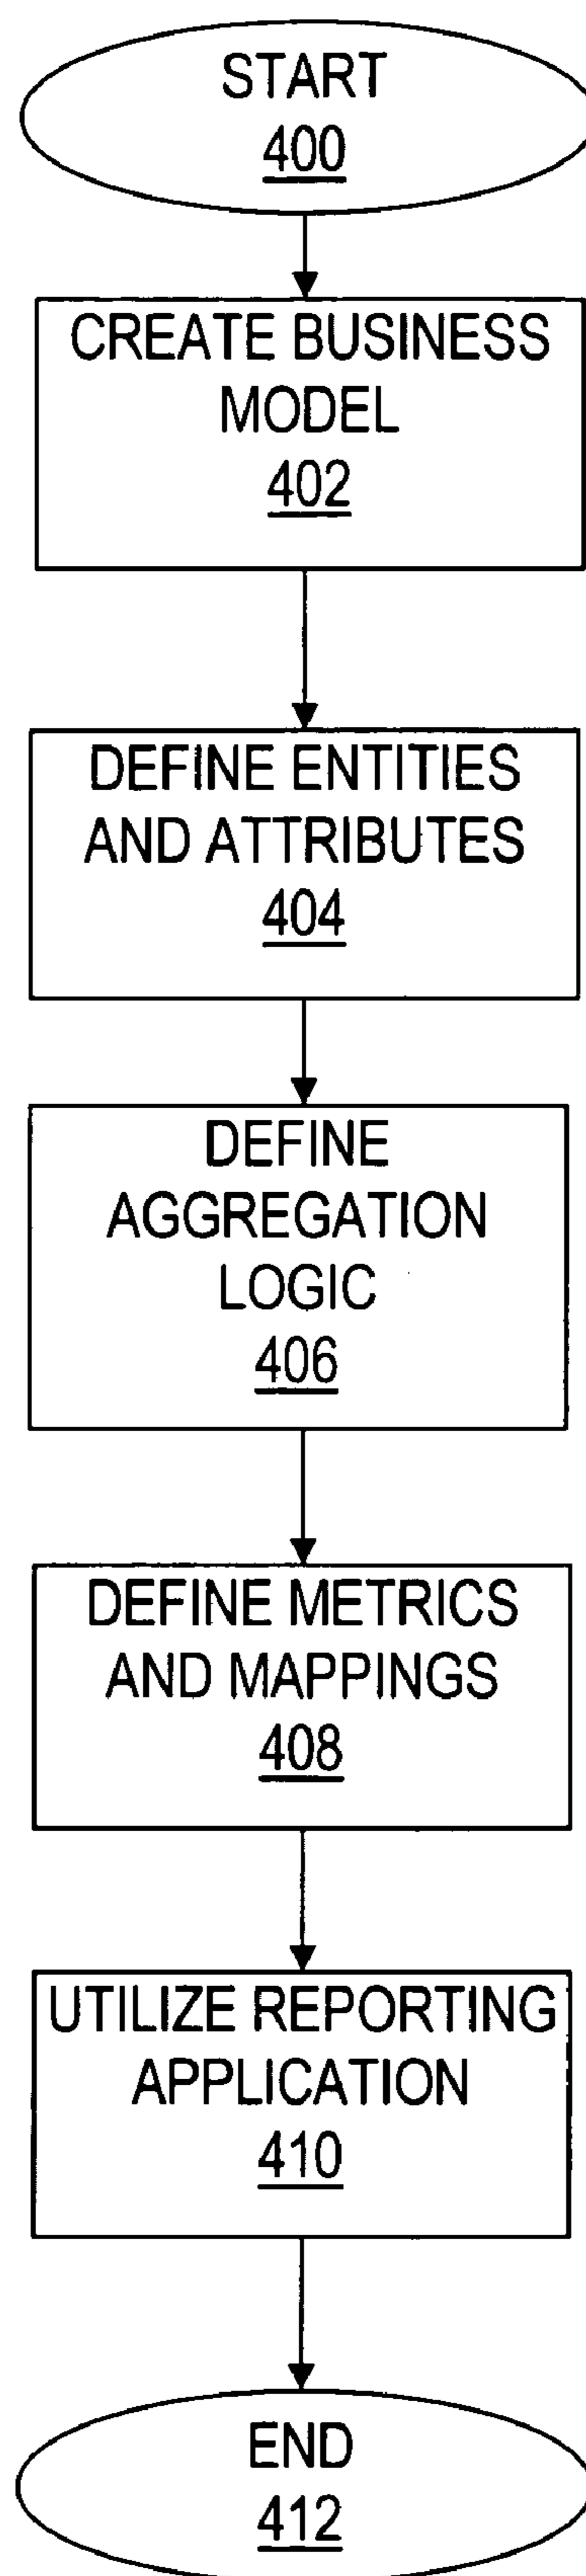 START
400
CREATE BUSINESS
MODEL
402
DEFINE ENTITIES
AND ATTRIBUTES
404
DEFINE
AGGREGATION
LOGIC
406
DEFINE METRICS
AND MAPPINGS
408
UTILIZE REPORTING
APPLICATION
410
END
412